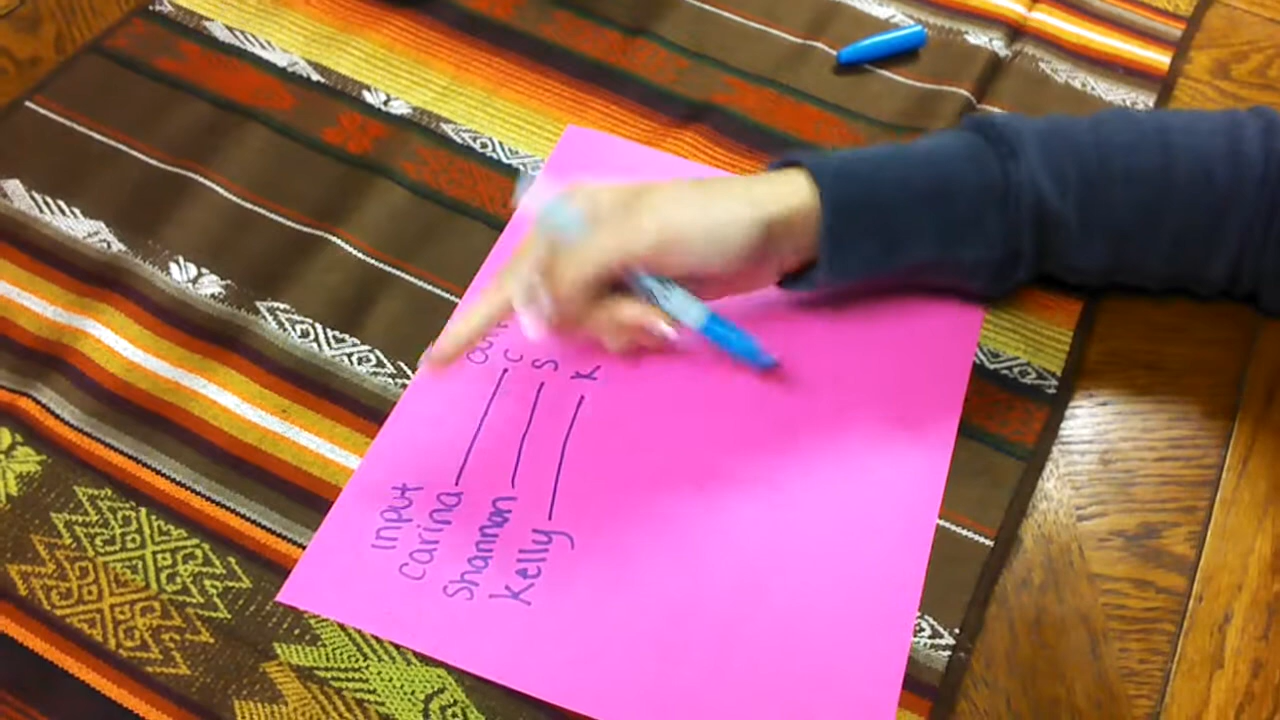 Input
Carina — C
Shannon — S
Kelly — K